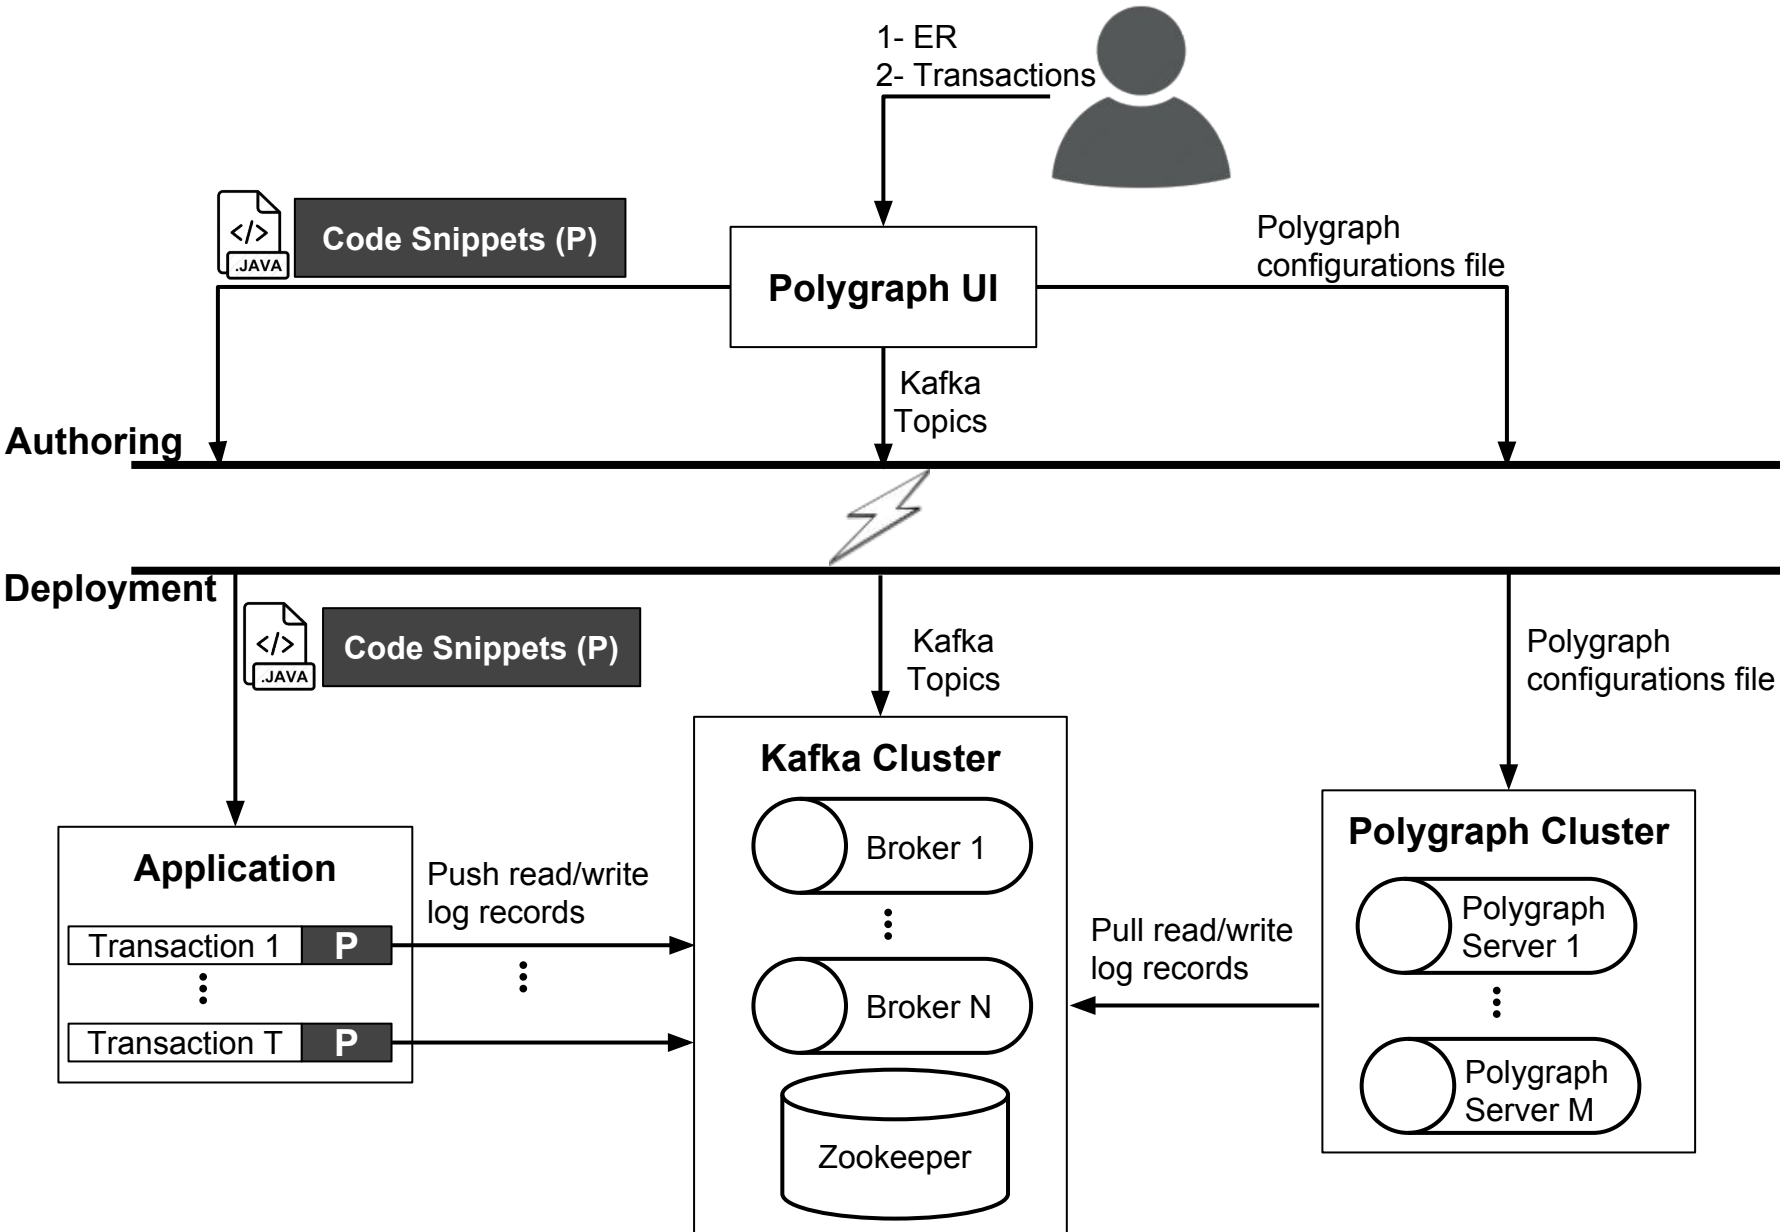 1- ER
2- Transactions
</>
.JAVA
Code Snippets (P)
Polygraph UI
Polygraph
configurations file
Kafka
Topics
Authoring
Deployment
</>
.JAVA
Code Snippets (P)
Kafka
Topics
Polygraph
configurations file
Application
Transaction 1
P
Transaction T
P
Push read/write
log records
Kafka Cluster
Broker 1
Broker N
Zookeeper
Pull read/write
log records
Polygraph Cluster
Polygraph
Server 1
Polygraph
Server M